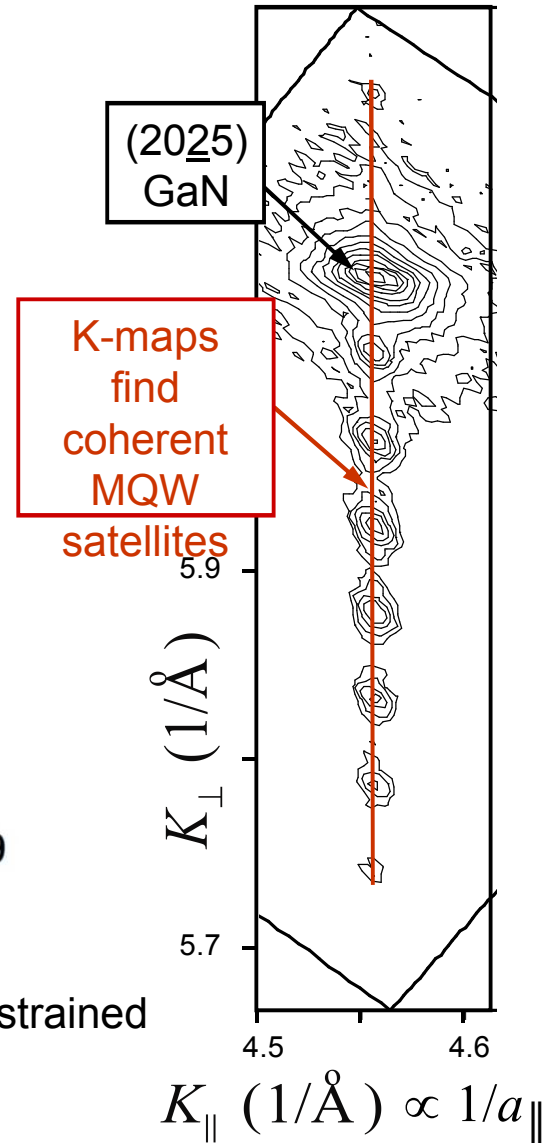 (2025)
GaN
K-maps
find
coherent
MQW
satellites
5.9
K⊥ (1/Å)
9
5.7
strained
4.5
4.6
K∥ (1/Å) ∝ 1/a∥